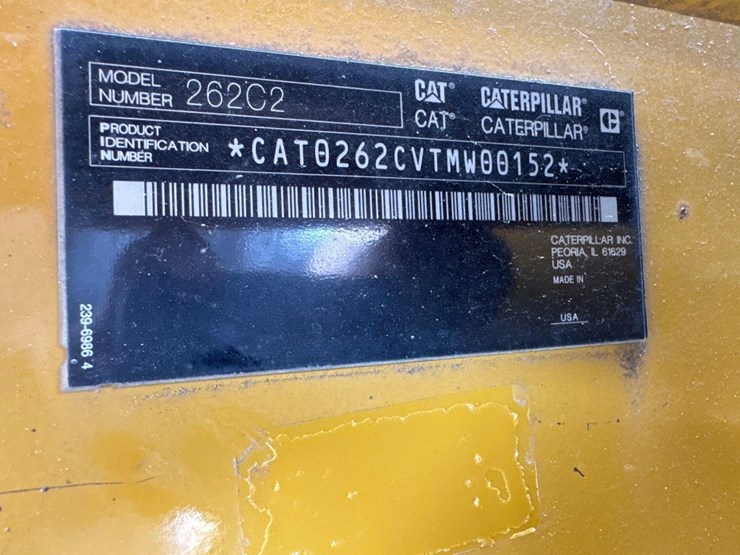 MODEL NUMBER 262C2
CAT® CATERPILLAR®
CAT® CATERPILLAR®
PRODUCT IDENTIFICATION NUMBER *CAT0262CVTMW00152*
CATERPILLAR INC.
PEORIA, IL 61629
USA
MADE IN
USA
239-6986 4